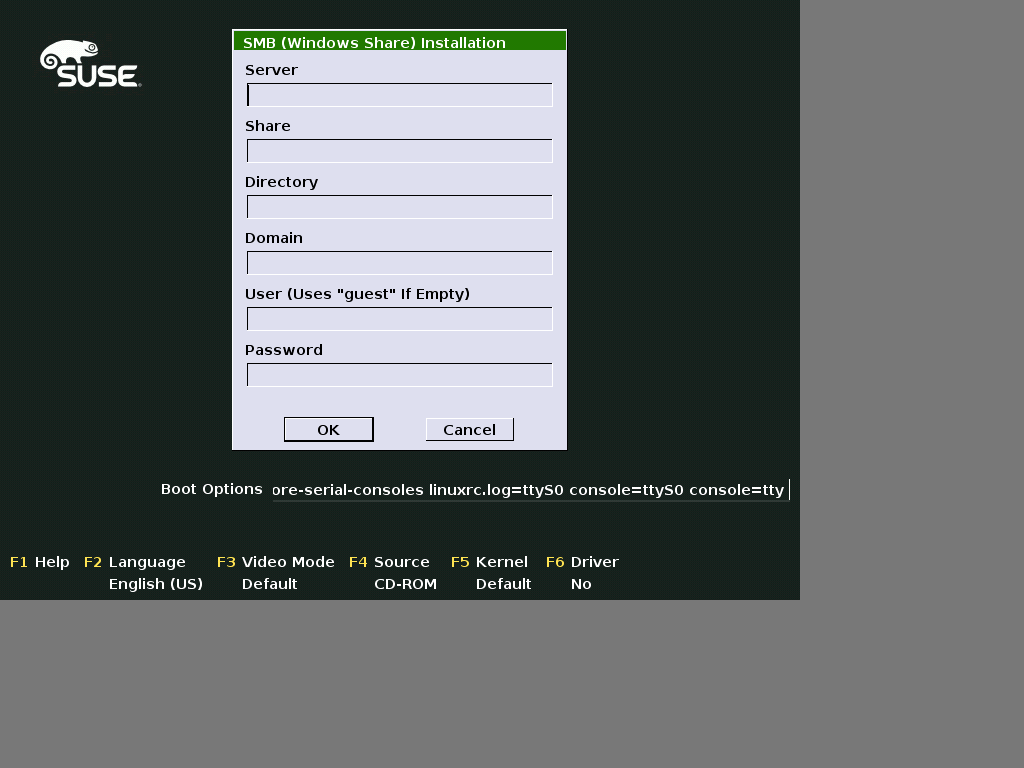 SUSE
SMB (Windows Share) Installation
Server
Share
Directory
Domain
User (Uses "guest" If Empty)
Password
OK Cancel
Boot Options ore-serial-consoles linuxrc.log=ttyS0 console=ttyS0 console=tty
F1 Help F2 Language F3 Video Mode F4 Source F5 Kernel F6 Driver
English (US) Default CD-ROM Default No